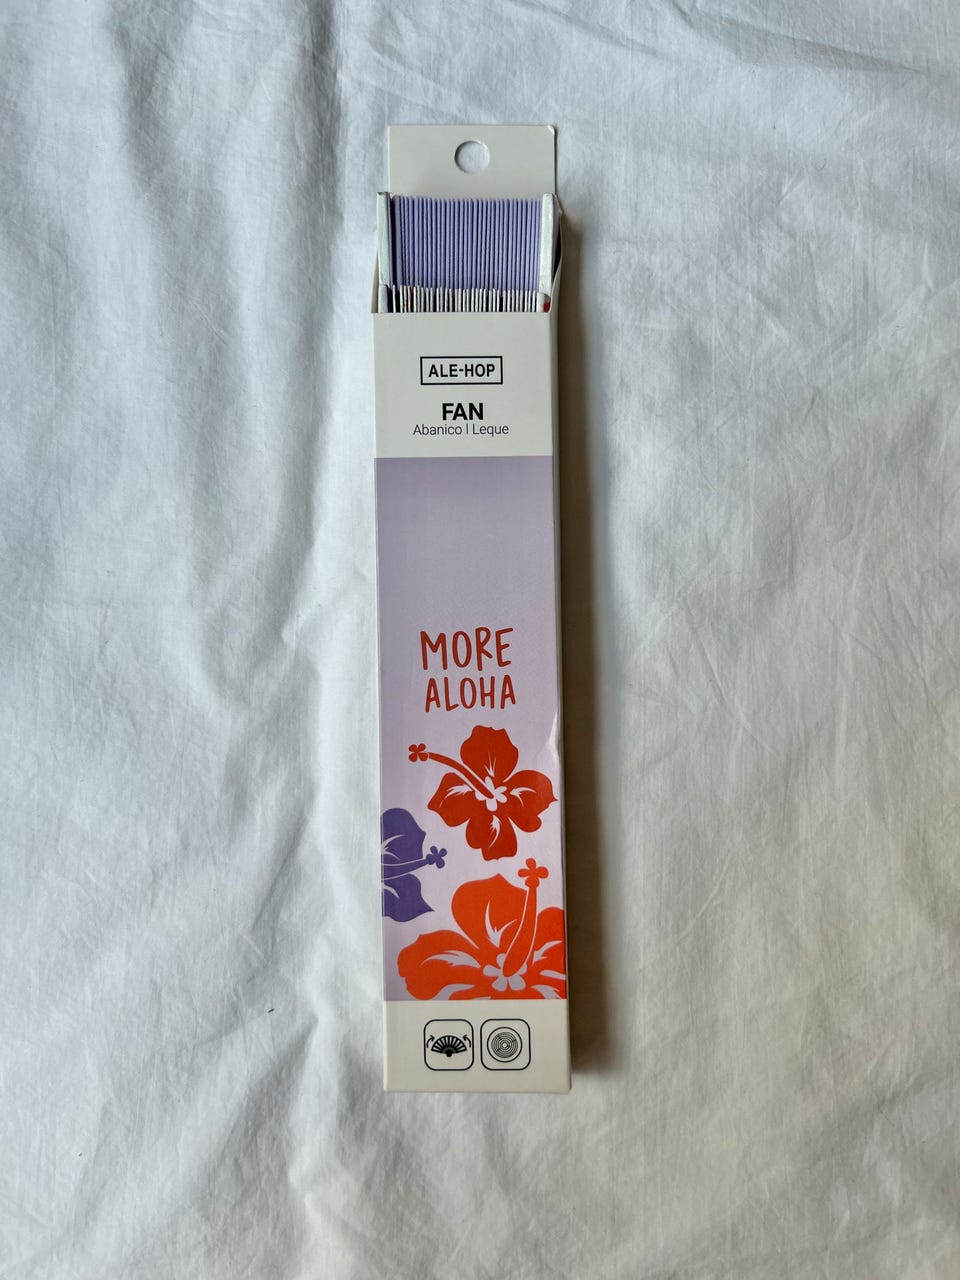 ALE-HOP
FAN
Abanico | Leque
MORE
ALOHA